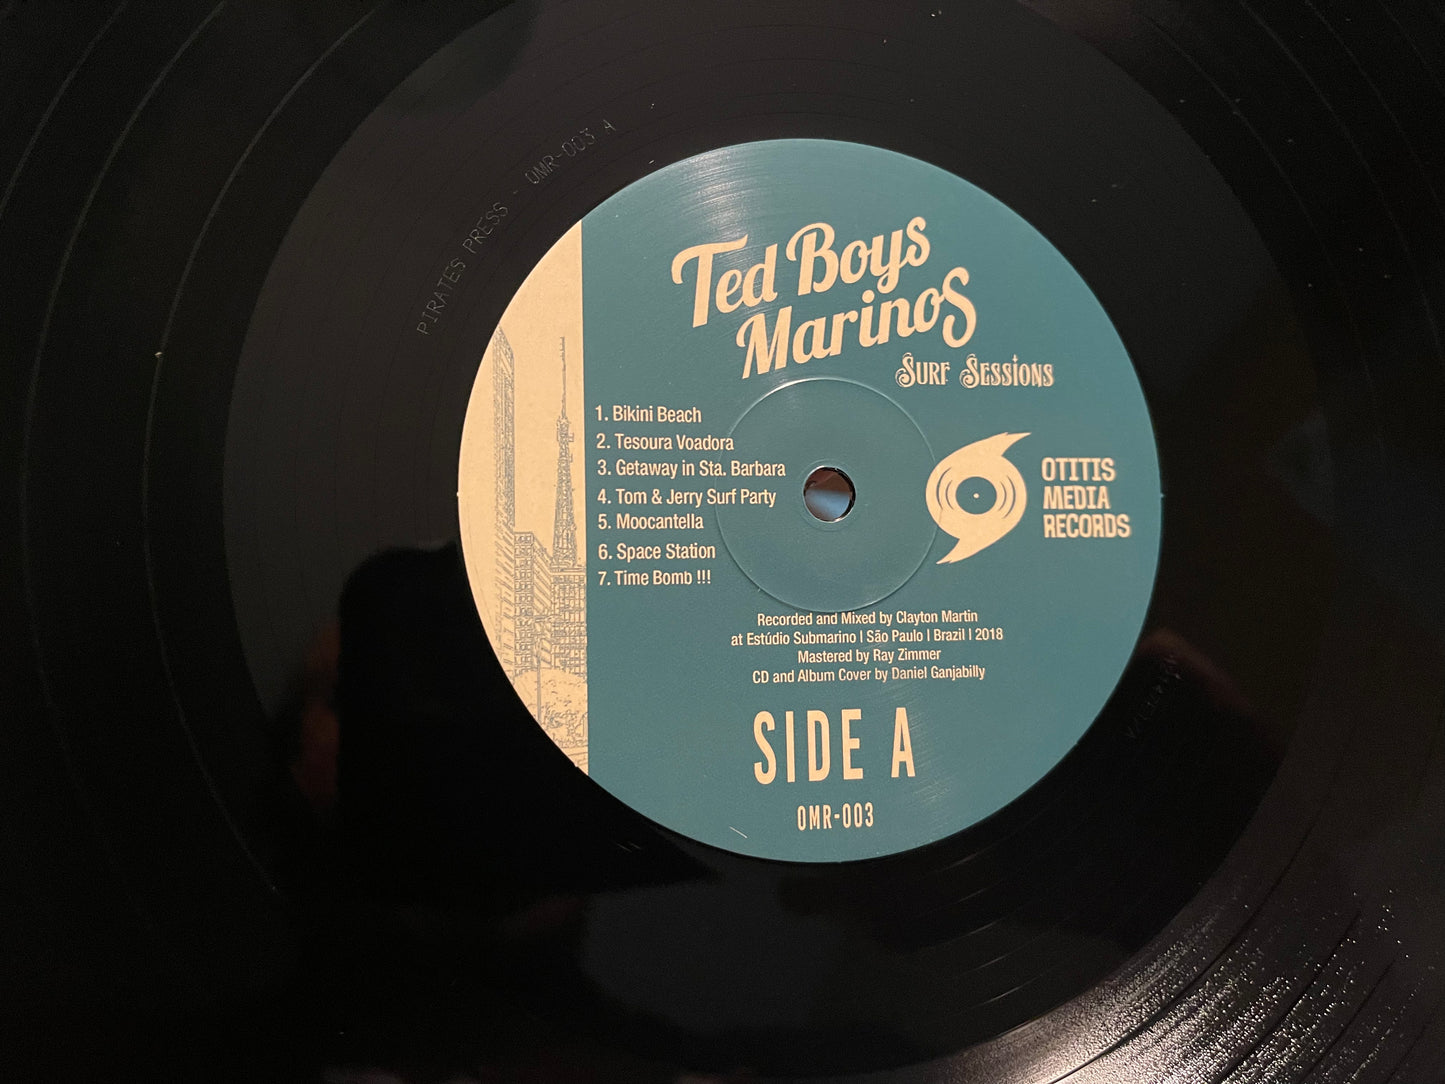 PIRATES PRESS - OMR-003 A
Ted Boys
Marinos
Surf Sessions
1. Bikini Beach
2. Tesoura Voadora
3. Getaway in Sta. Barbara
4. Tom & Jerry Surf Party
5. Moocantella
6. Space Station
7. Time Bomb !!!
OTITIS
MEDIA
RECORDS
Recorded and Mixed by Clayton Martin
at Estúdio Submarino | São Paulo | Brazil | 2018
Mastered by Ray Zimmer
CD and Album Cover by Daniel Ganjabilly
SIDE A
OMR-003